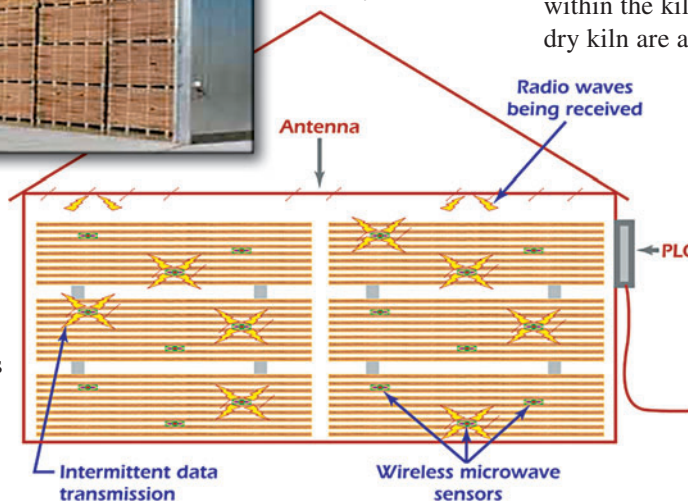 within the kil
dry kiln are a
Radio waves
being received
Antenna
PLC
s
Intermittent data
transmission
Wireless microwave
sensors